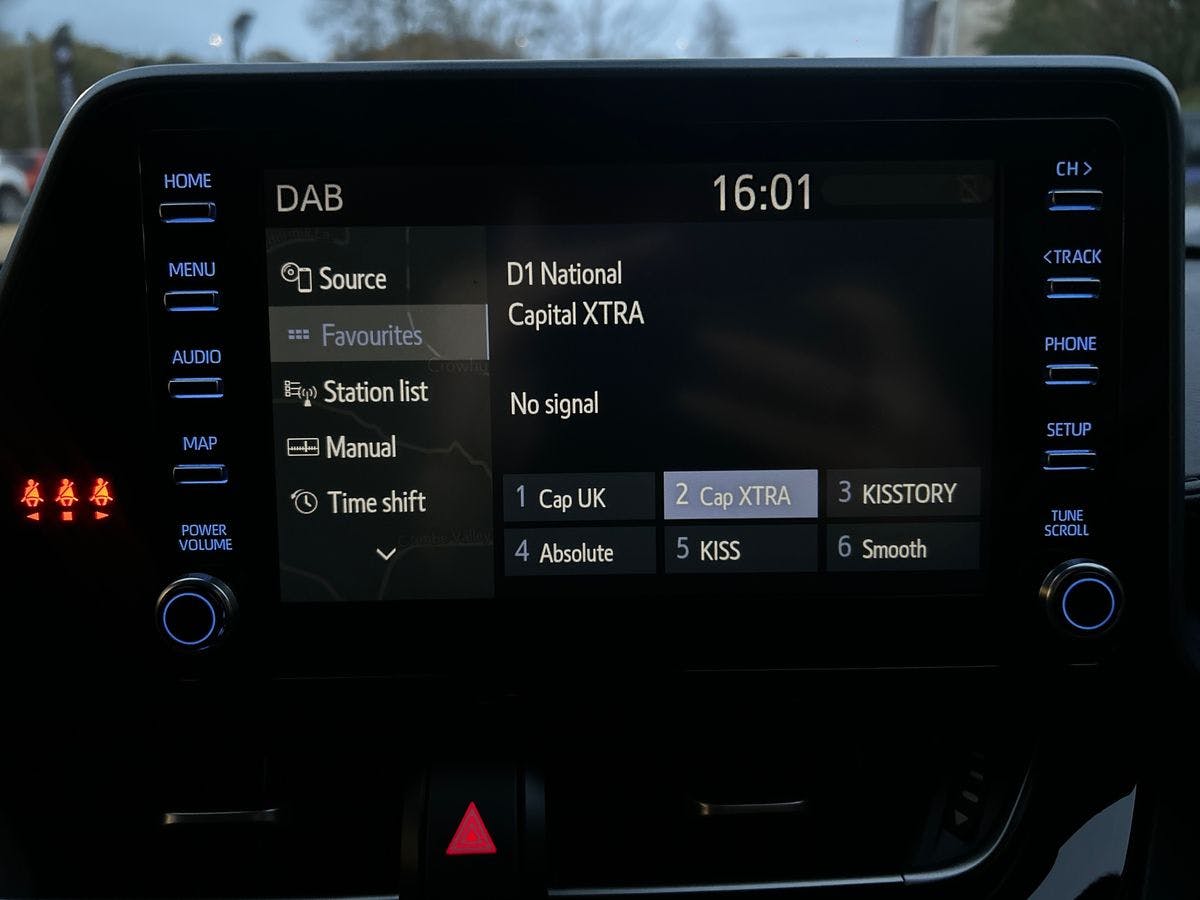 HOME
MENU
AUDIO
MAP
POWER
VOLUME
DAB
16:01
Source
Favourites
Station list
Manual
Time shift
D1 National
Capital XTRA
No signal
1 Cap UK
2 Cap XTRA
3 KISSTORY
4 Absolute
5 KISS
6 Smooth
CH >
<TRACK
PHONE
SETUP
TUNE
SCROLL